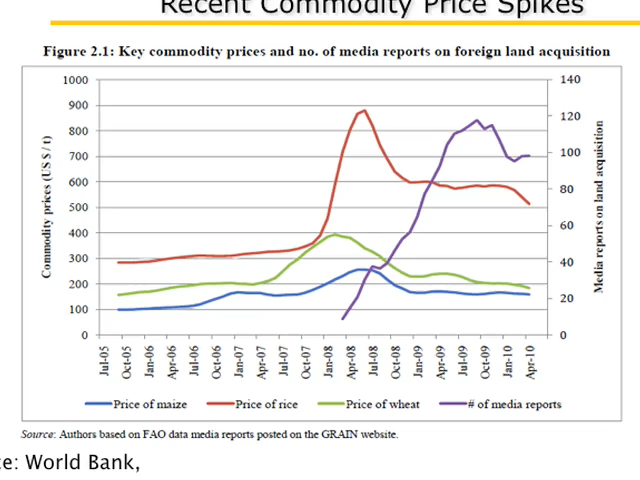 Recent Commodity Price Spikes
Figure 2.1: Key commodity prices and no. of media reports on foreign land acquisition
Commodity prices (US $ / t)
1000
900
800
700
600
500
400
300
200
100
0
140
120
100
80
60
40
20
0
Media reports on land acquisition
Jul-05 Oct-05 Jan-06 Apr-06 Jul-06 Oct-06 Jan-07 Apr-07 Jul-07 Oct-07 Jan-08 Apr-08 Jul-08 Oct-08 Jan-09 Apr-09 Jul-09 Oct-09 Jan-10 Apr-10
Price of maize Price of rice Price of wheat # of media reports
Source: Authors based on FAO data media reports posted on the GRAIN website.
ce: World Bank,